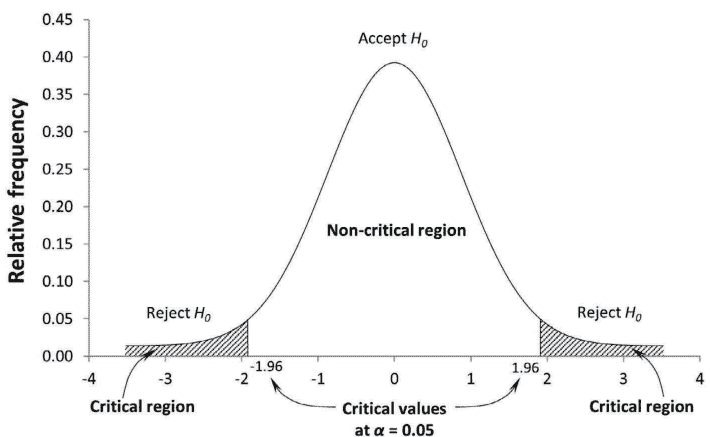 0.45
Accept H₀
0.40
0.35
0.30
Relative frequency
0.25
0.20
Non-critical region
0.15
0.10
Reject H₀
Reject H₀
0.05
0.00
-4
-3
-2
-1.96
-1
0
1
1.96
2
3
4
Critical region
Critical values
at α = 0.05
Critical region